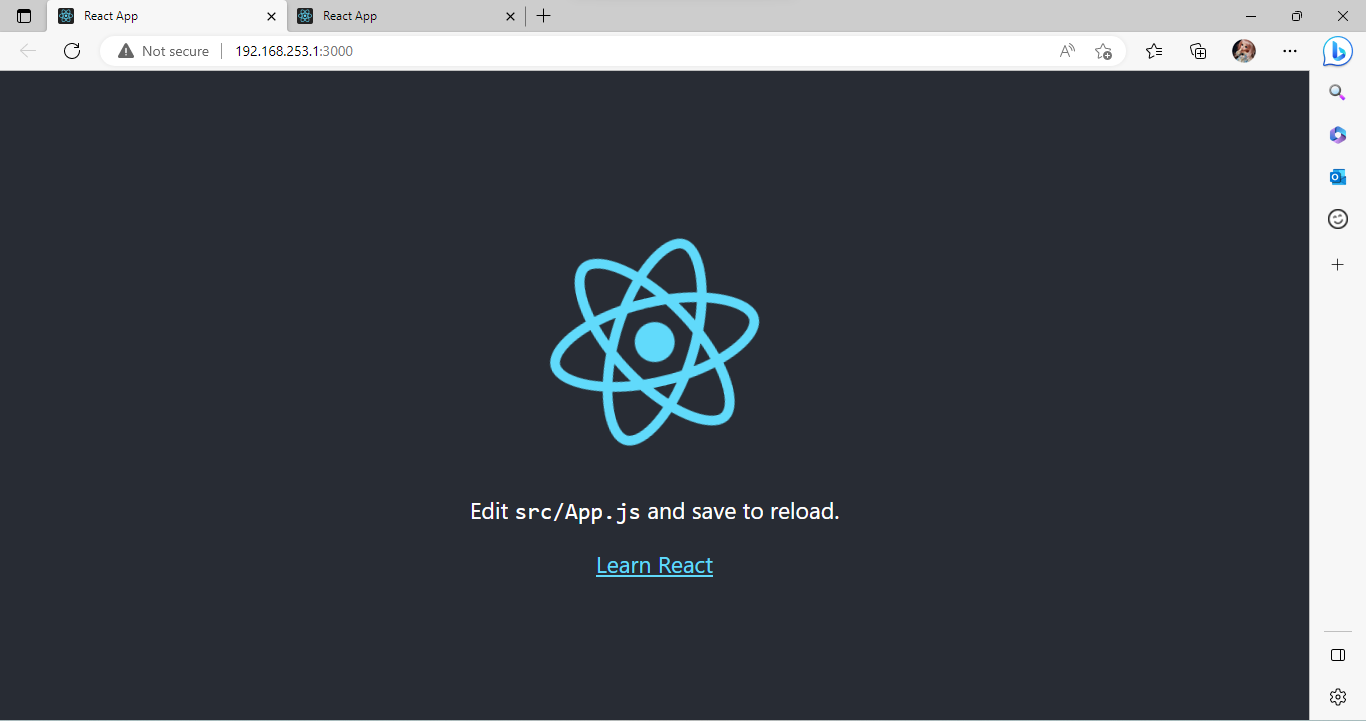 React App
React App
Not secure
192.168.253.1:3000
Edit src/App.js and save to reload.
Learn React